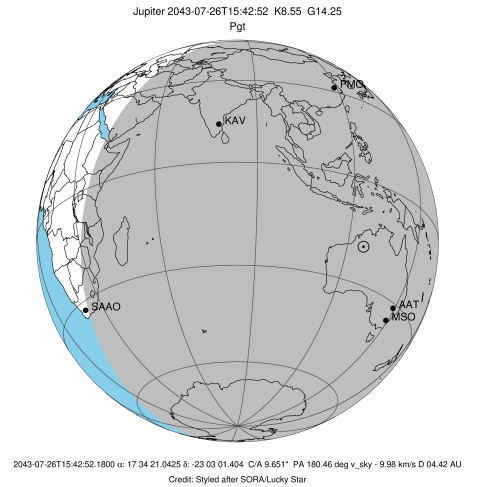 Jupiter 2043-07-26T15:42:52 K8.55 G14.25
Pgt
PMO
KAV
SAAO
AAT
MSO
2043-07-26T15:42:52.1800 α: 17 34 21.0425 δ: -23 03 01.404 C/A 9.651" PA 180.46 deg v_sky - 9.98 km/s D 04.42 AU
Credit: Styled after SORA/Lucky Star